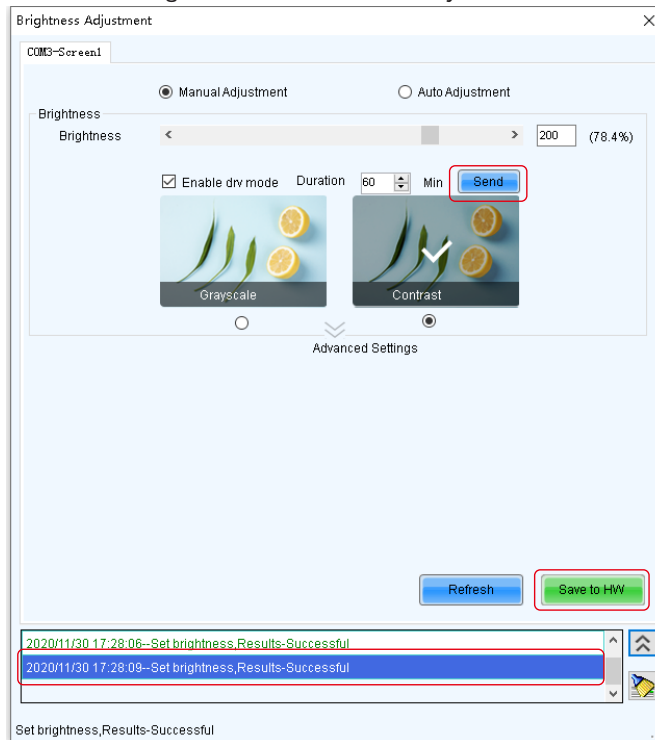 Brightness Adjustment
COM3-Screen1
Manual Adjustment Auto Adjustment
Brightness
Brightness 200 (78.4%)
Enable drv mode Duration 60 Min Send
Grayscale Contrast
Advanced Settings
Refresh Save to HW
2020/11/30 17:28:06--Set brightness,Results-Successful
2020/11/30 17:28:09--Set brightness,Results-Successful
Set brightness,Results-Successful